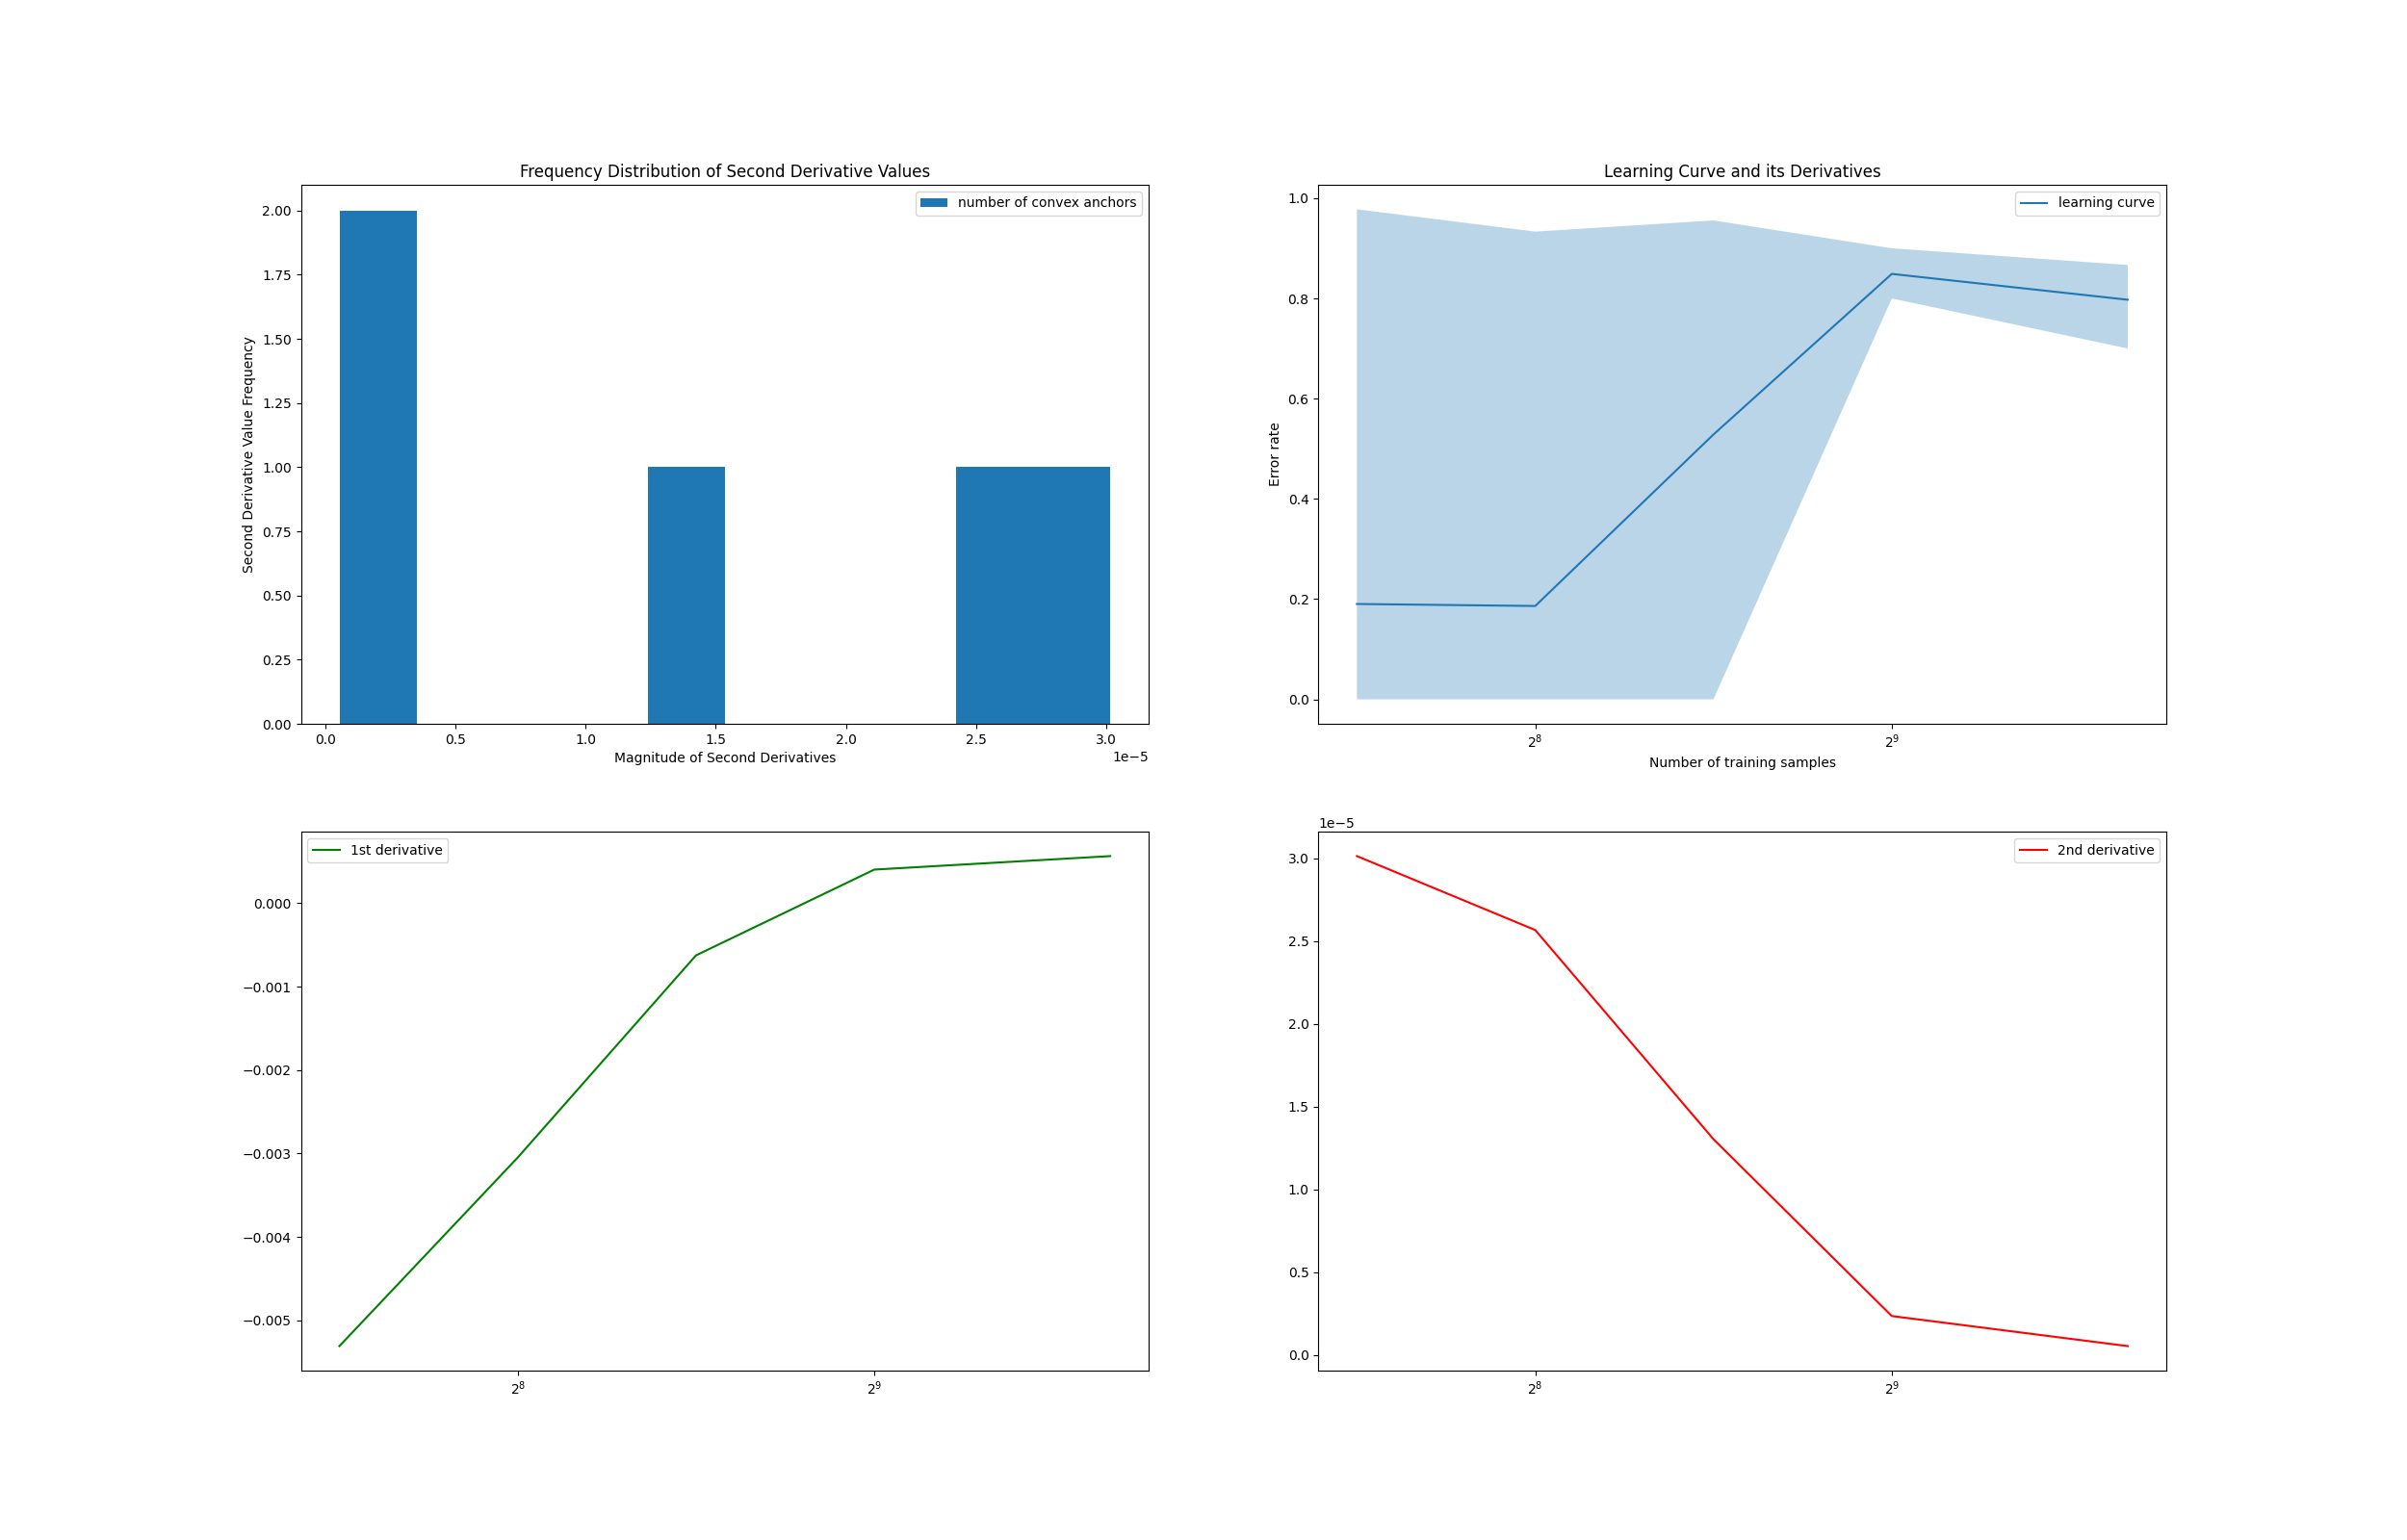 Frequency Distribution of Second Derivative Values
number of convex anchors
2.00
1.75
1.50
1.25
1.00
0.75
0.50
0.25
0.00
Second Derivative Value Frequency
0.0 0.5 1.0 1.5 2.0 2.5 3.0
1e−5
Magnitude of Second Derivatives
Learning Curve and its Derivatives
learning curve
1.0
0.8
0.6
0.4
0.2
0.0
Error rate
2⁸ 2⁹
Number of training samples
1st derivative
0.000
−0.001
−0.002
−0.003
−0.004
−0.005
2⁸ 2⁹
1e−5
2nd derivative
3.0
2.5
2.0
1.5
1.0
0.5
0.0
2⁸ 2⁹